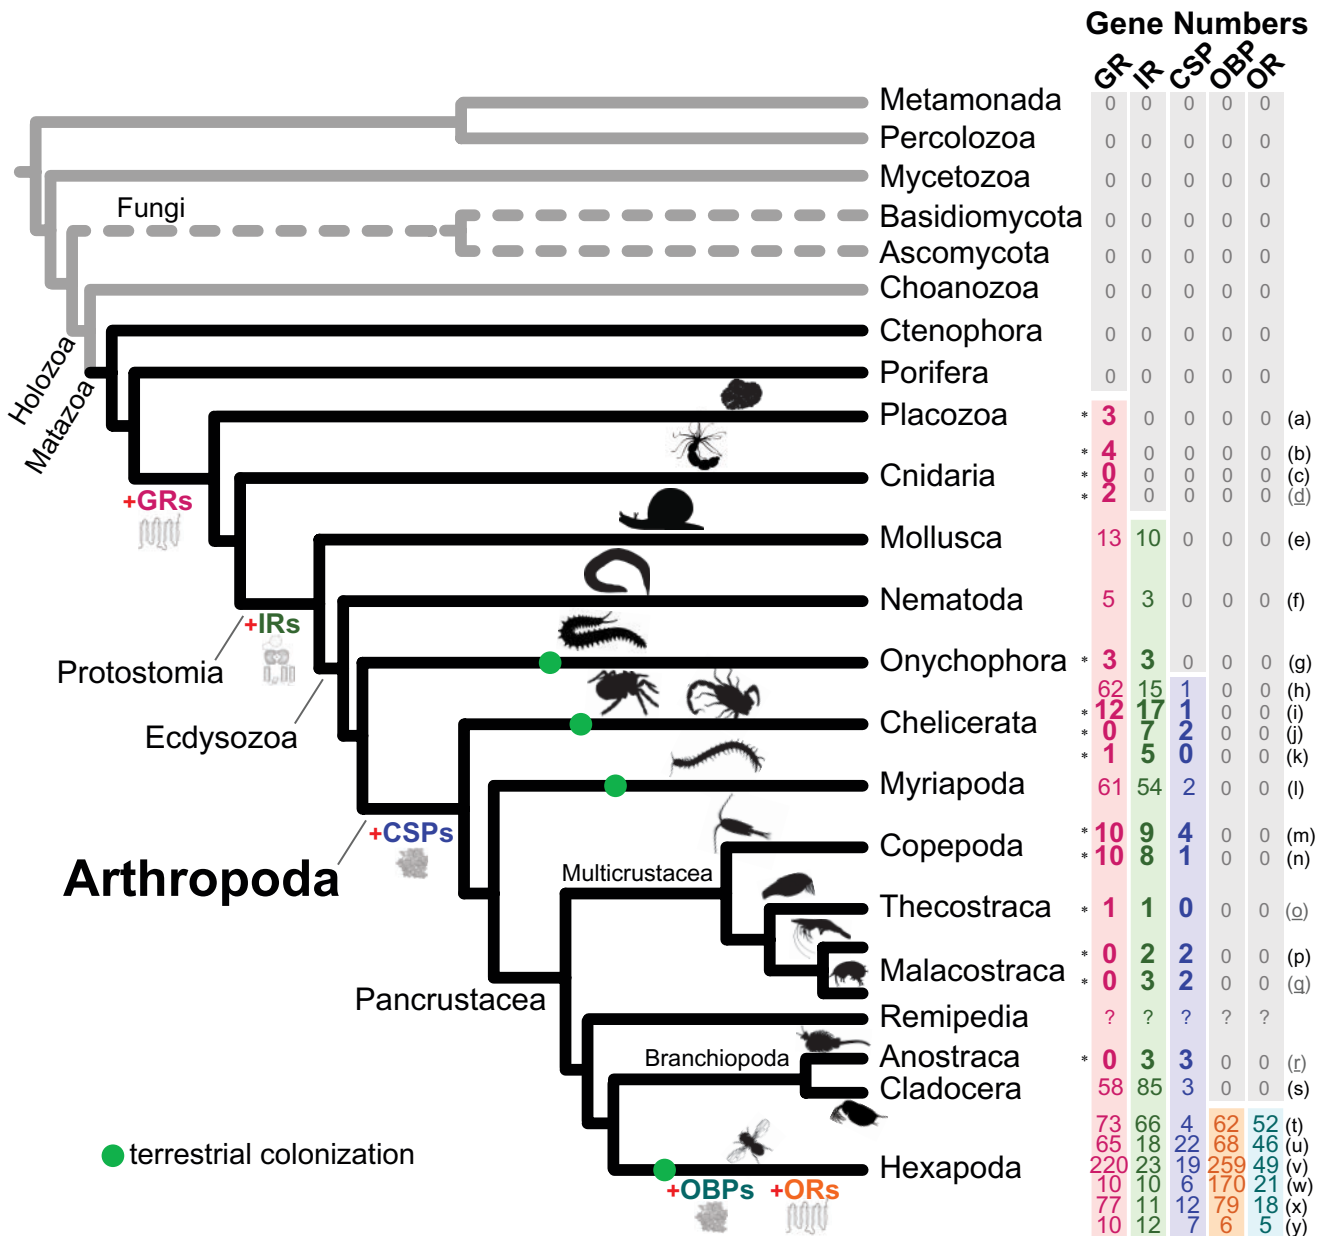 Gene Numbers
GR IR CSP OBP OR
Metamonada 0 0 0 0 0
Percolozoa 0 0 0 0 0
Mycetozoa 0 0 0 0 0
Fungi
Basidiomycota 0 0 0 0 0
Ascomycota 0 0 0 0 0
Choanozoa 0 0 0 0 0
Ctenophora 0 0 0 0 0
Holozoa
Porifera 0 0 0 0 0
Matazoa
Placozoa * 3 0 0 0 0 (a)
* 4 0 0 0 0 (b)
Cnidaria * 0 0 0 0 0 (c)
* 2 0 0 0 0 (d)
+GRs
Mollusca 13 10 0 0 0 (e)
Nematoda 5 3 0 0 0 (f)
+IRs
Protostomia
Onychophora * 3 3 0 0 0 (g)
62 15 1 0 0 (h)
* 12 17 1 0 0 (i)
Ecdysozoa
Chelicerata * 0 7 2 0 0 (j)
* 1 5 0 0 0 (k)
Myriapoda 61 54 2 0 0 (l)
+CSPs
* 10 9 4 0 0 (m)
Copepoda * 10 8 1 0 0 (n)
Arthropoda
Multicrustacea
Thecostraca * 1 1 0 0 0 (o)
* 0 2 2 0 0 (p)
Malacostraca * 0 3 2 0 0 (q)
Pancrustacea
Remipedia ? ? ? ? ?
Branchiopoda
Anostraca * 0 3 3 0 0 (r)
Cladocera 58 85 3 0 0 (s)
73 66 4 62 52 (t)
65 18 22 68 46 (u)
terrestrial colonization
Hexapoda 220 23 19 259 49 (v)
+OBPs +ORs
10 10 6 170 21 (w)
77 11 12 79 18 (x)
10 12 7 6 5 (y)